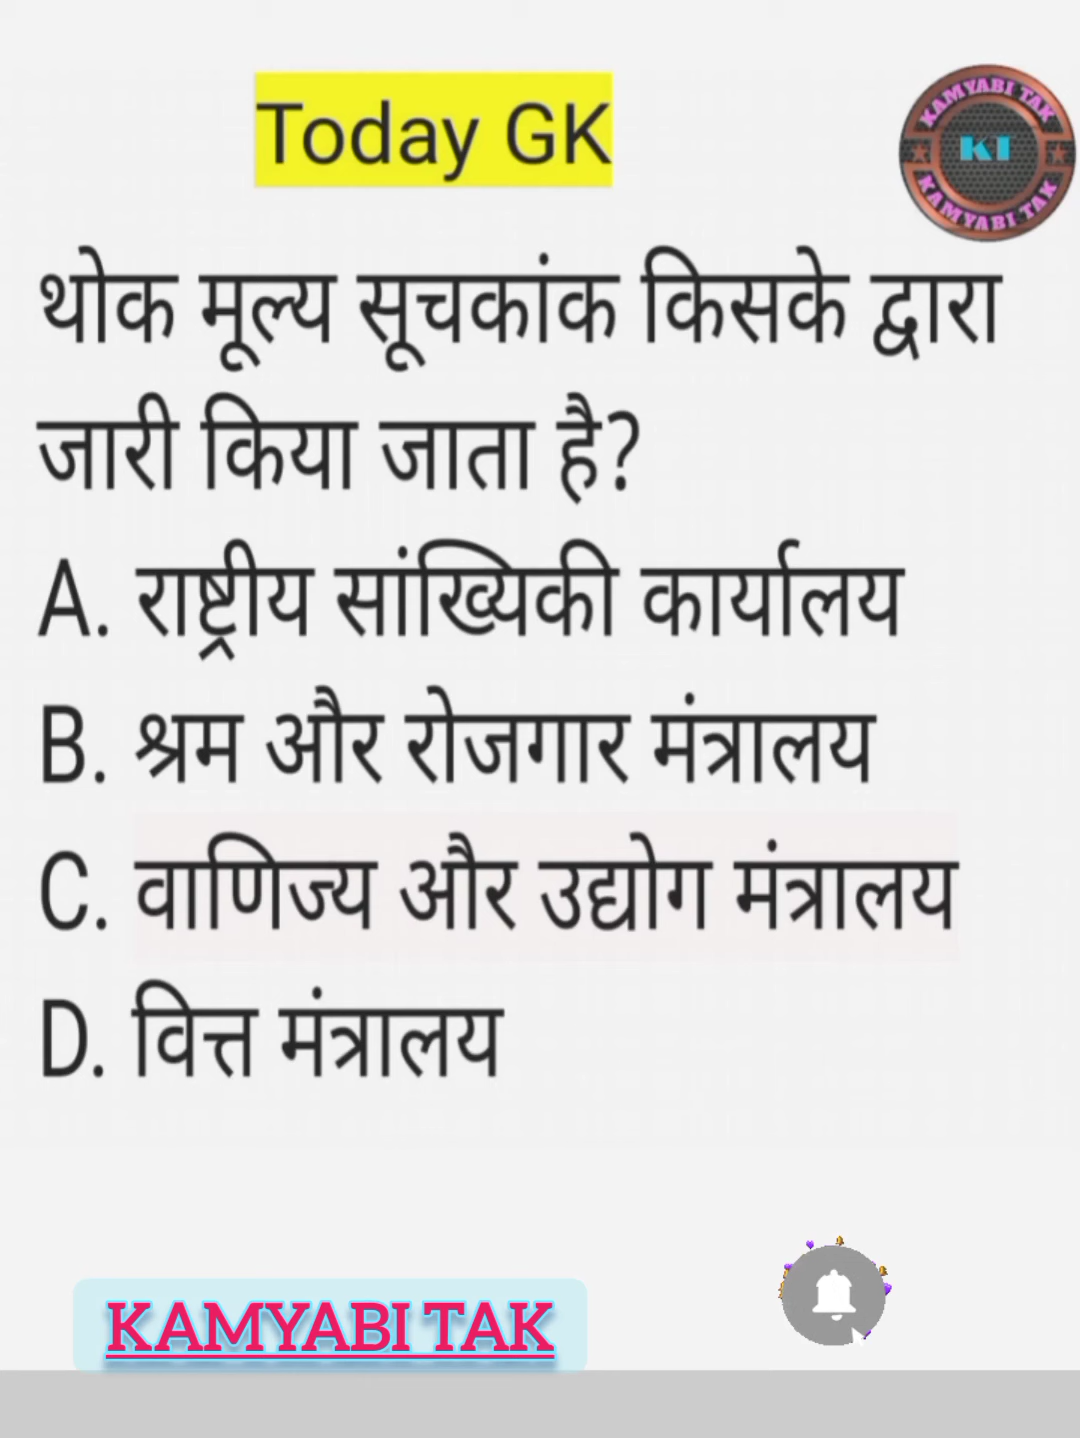 Today GK
KAMYABI TAK
KI
KAMYABI TAK
थोक मूल्य सूचकांक किसके द्वारा
जारी किया जाता है?
A. राष्ट्रीय सांख्यिकी कार्यालय
B. श्रम और रोजगार मंत्रालय
C. वाणिज्य और उद्योग मंत्रालय
D. वित्त मंत्रालय
KAMYABI TAK